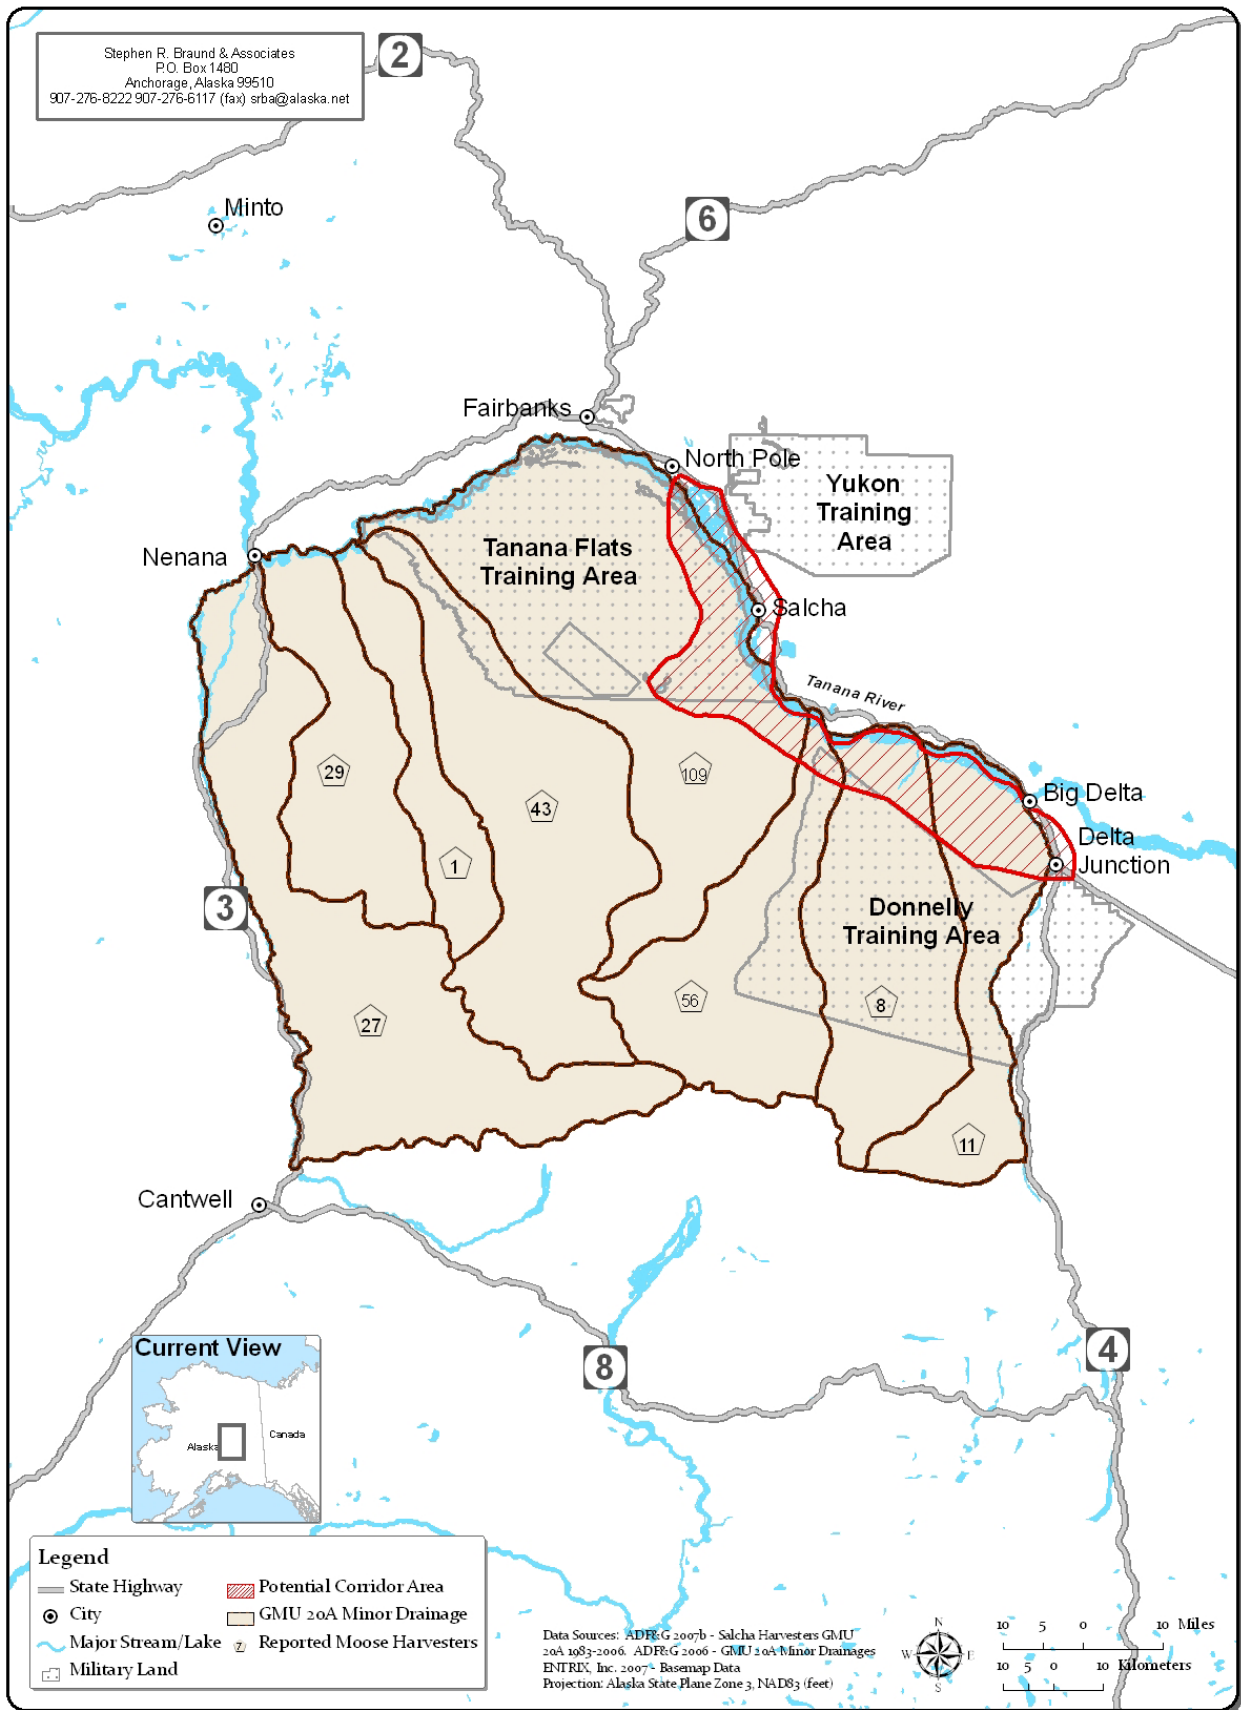 Stephen R. Braund & Associates
P.O. Box 1480
Anchorage, Alaska 99510
907-276-8222 907-276-6117 (fax) srba@alaska.net
2
Minto
6
Fairbanks
North Pole
Yukon
Training
Area
Nenana
Tanana Flats
Training Area
Salcha
Tanana River
29
109
43
Big Delta
Delta
Junction
1
3
Donnelly
Training Area
56
8
27
11
Cantwell
Current View
Alaska
Canada
8
4
Legend
State Highway
City
Major Stream/Lake
Military Land
Potential Corridor Area
GMU 20A Minor Drainage
7
Reported Moose Harvesters
Data Sources: ADF&G 2007b - Salcha Harvesters GMU
20A 1983-2006. ADF&G 2006 - GMU 20A Minor Drainages
ENTRIX, Inc. 2007 - Basemap Data
Projection: Alaska State Plane Zone 3, NAD83 (feet)
N
W E
S
10 5 0 10 Miles
10 5 0 10 Kilometers